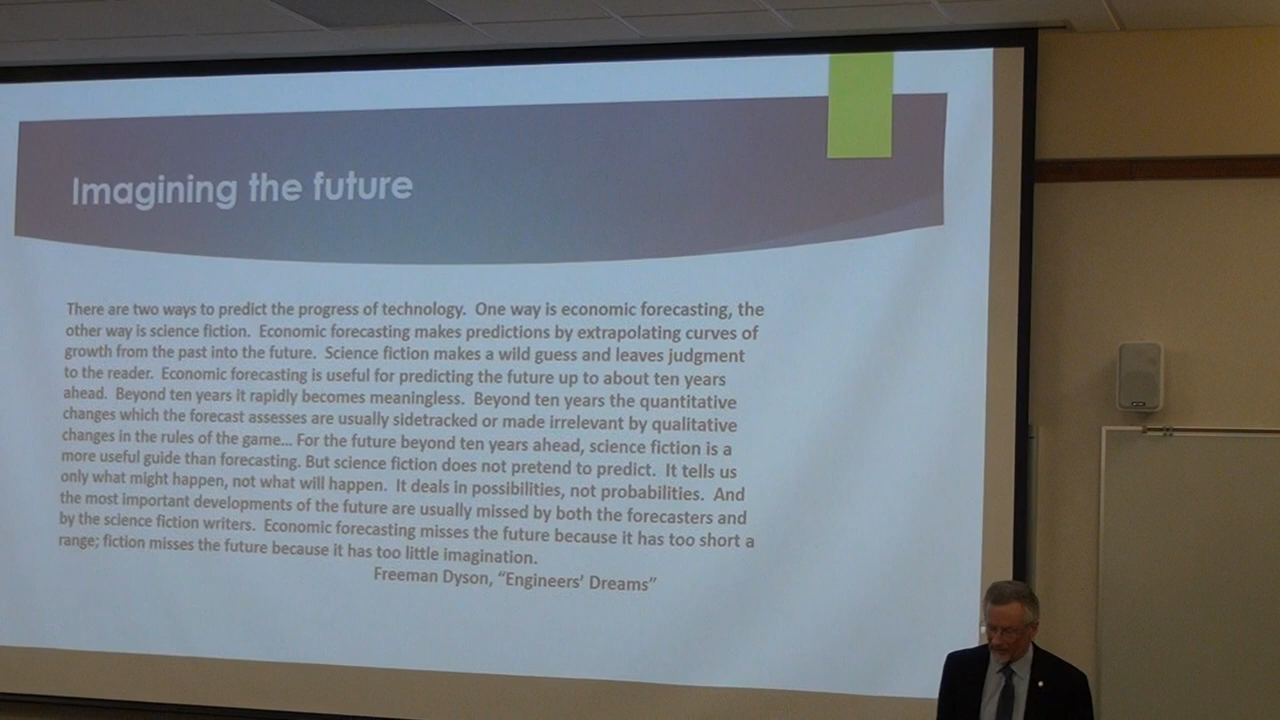 Imagining the future
There are two ways to predict the progress of technology.  One way is economic forecasting, the
other way is science fiction.  Economic forecasting makes predictions by extrapolating curves of
growth from the past into the future.  Science fiction makes a wild guess and leaves judgment
to the reader.  Economic forecasting is useful for predicting the future up to about ten years
ahead.  Beyond ten years it rapidly becomes meaningless.  Beyond ten years the quantitative
changes which the forecast assesses are usually sidetracked or made irrelevant by qualitative
changes in the rules of the game... For the future beyond ten years ahead, science fiction is a
more useful guide than forecasting. But science fiction does not pretend to predict.  It tells us
only what might happen, not what will happen.  It deals in possibilities, not probabilities.  And
the most important developments of the future are usually missed by both the forecasters and
by the science fiction writers.  Economic forecasting misses the future because it has too short a
range; fiction misses the future because it has too little imagination.
Freeman Dyson, “Engineers’ Dreams”